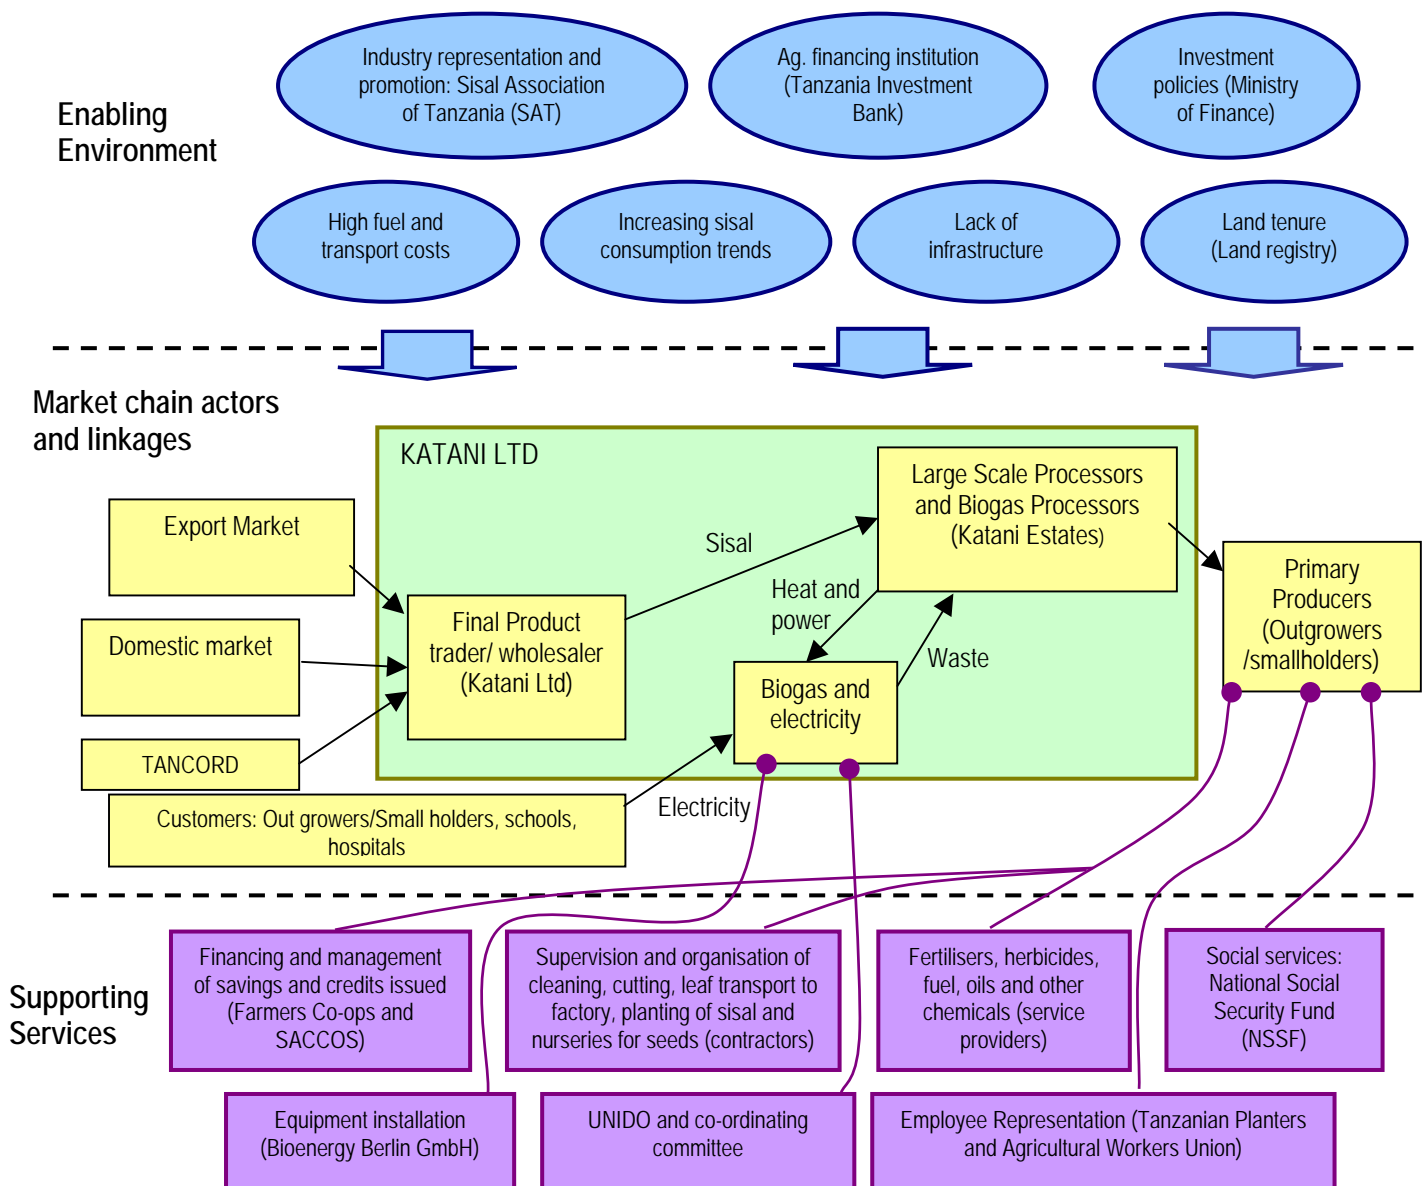 Industry representation and
promotion: Sisal Association
of Tanzania (SAT)
Ag. financing institution
(Tanzania Investment
Bank)
Investment
policies (Ministry
of Finance)
Enabling
Environment
High fuel and
transport costs
Increasing sisal
consumption trends
Lack of
infrastructure
Land tenure
(Land registry)
Market chain actors
and linkages
KATANI LTD
Large Scale Processors
and Biogas Processors
(Katani Estates)
Export Market
Sisal
Primary
Producers
(Outgrowers
/smallholders)
Heat and
power
Final Product
trader/ wholesaler
(Katani Ltd)
Domestic market
Waste
Biogas and
electricity
TANCORD
Electricity
Customers: Out growers/Small holders, schools,
hospitals
Supporting
Services
Financing and management
of savings and credits issued
(Farmers Co-ops and
SACCOS)
Supervision and organisation of
cleaning, cutting, leaf transport to
factory, planting of sisal and
nurseries for seeds (contractors)
Fertilisers, herbicides,
fuel, oils and other
chemicals (service
providers)
Social services:
National Social
Security Fund
(NSSF)
Equipment installation
(Bioenergy Berlin GmbH)
UNIDO and co-ordinating
committee
Employee Representation (Tanzanian Planters
and Agricultural Workers Union)